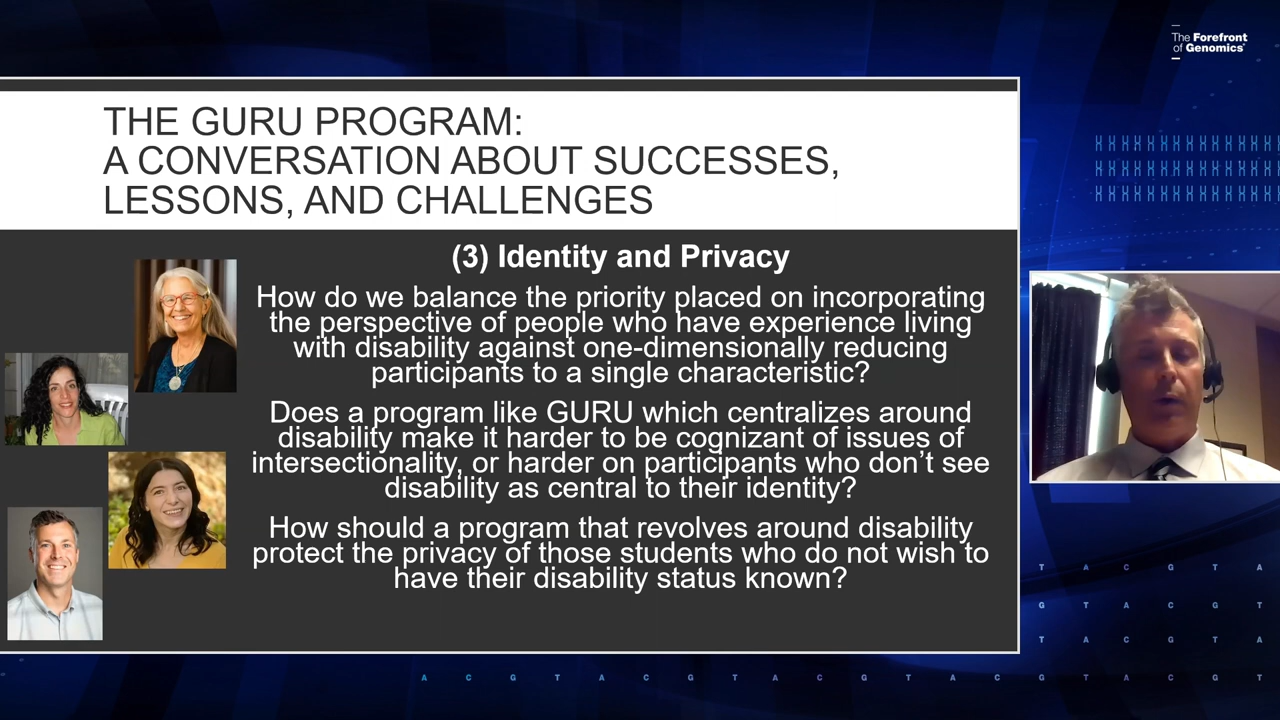 The Forefront
of Genomics
THE GURU PROGRAM:
A CONVERSATION ABOUT SUCCESSES,
LESSONS, AND CHALLENGES
(3) Identity and Privacy
How do we balance the priority placed on incorporating
the perspective of people who have experience living
with disability against one-dimensionally reducing
participants to a single characteristic?
Does a program like GURU which centralizes around
disability make it harder to be cognizant of issues of
intersectionality, or harder on participants who don’t see
disability as central to their identity?
How should a program that revolves around disability
protect the privacy of those students who do not wish to
have their disability status known?
T A C G T A
G T A C G T
T A C G T A
A C G T A C G T A C G T A C G T A C G T